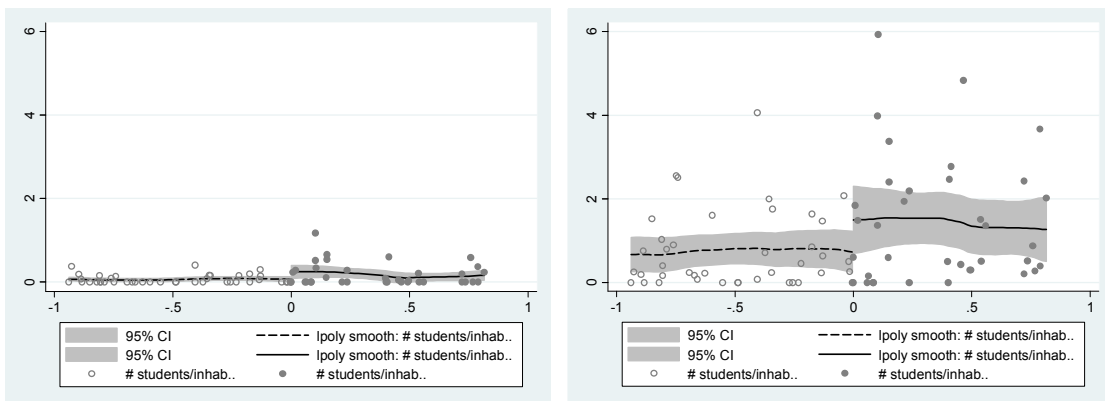 6
4
2
0
-1 -.5 0 .5 1
95% CI lpoly smooth: # students/inhab..
95% CI lpoly smooth: # students/inhab..
# students/inhab.. # students/inhab..
6
4
2
0
-1 -.5 0 .5 1
95% CI lpoly smooth: # students/inhab..
95% CI lpoly smooth: # students/inhab..
# students/inhab.. # students/inhab..